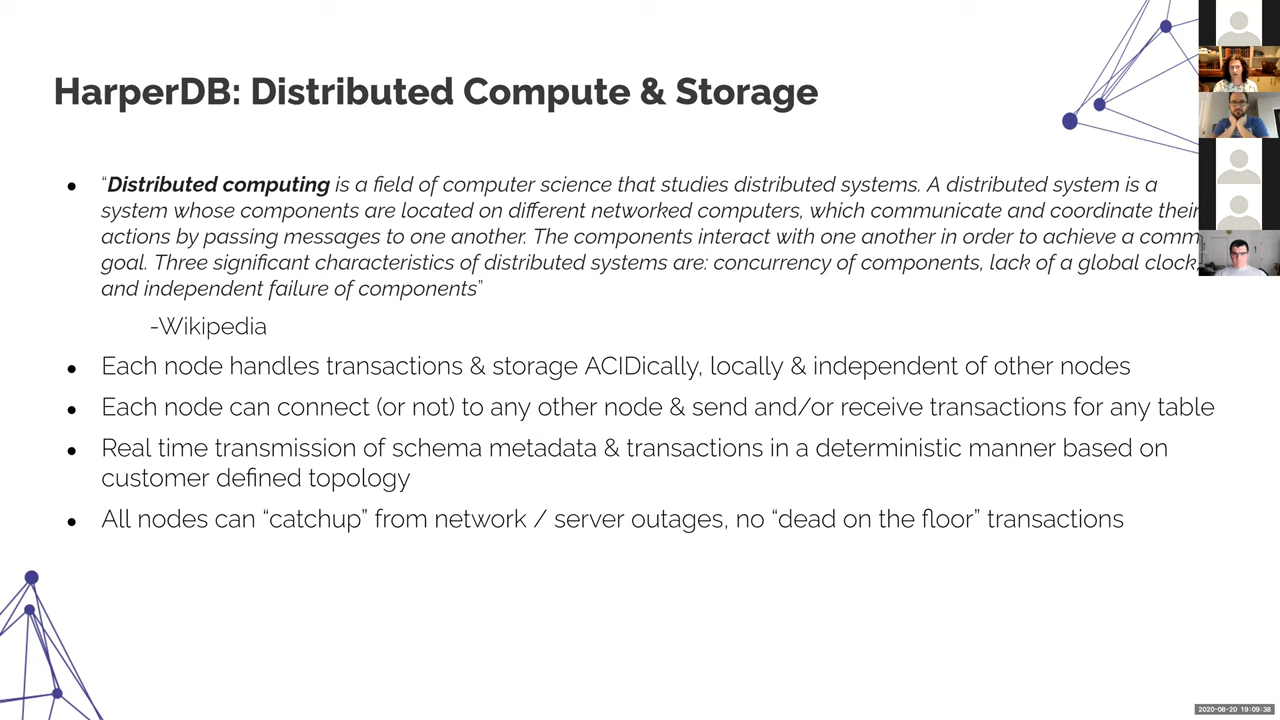 HarperDB: Distributed Compute & Storage
● “Distributed computing is a field of computer science that studies distributed systems. A distributed system is a
system whose components are located on different networked computers, which communicate and coordinate their
actions by passing messages to one another. The components interact with one another in order to achieve a comm
goal. Three significant characteristics of distributed systems are: concurrency of components, lack of a global clock,
and independent failure of components”
-Wikipedia
● Each node handles transactions & storage ACIDically, locally & independent of other nodes
● Each node can connect (or not) to any other node & send and/or receive transactions for any table
● Real time transmission of schema metadata & transactions in a deterministic manner based on
customer defined topology
● All nodes can “catchup” from network / server outages, no “dead on the floor” transactions
2020-08-20 19:09:38